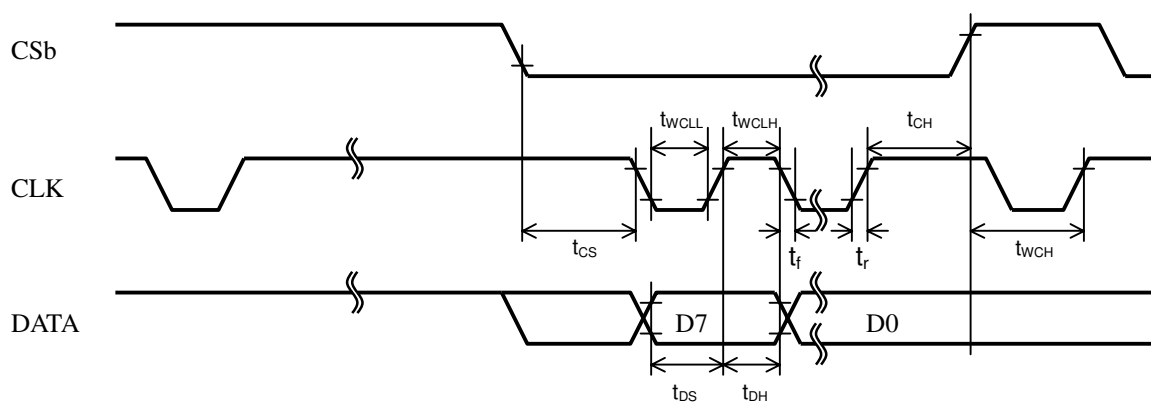 CSb
tWCLL
tWCLH
tCH
CLK
tCS
tf
tr
tWCH
DATA
D7
D0
tDS
tDH